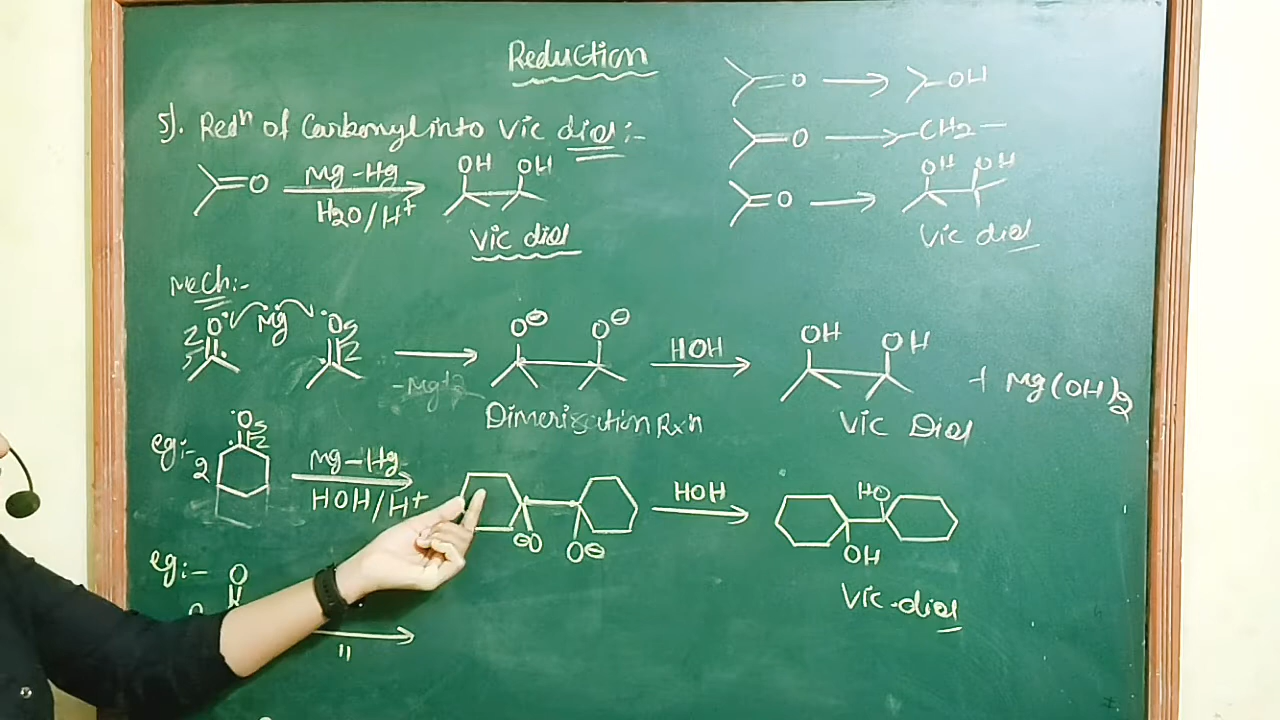 Reduction
5). Redⁿ of Carbonyl into Vic diol :-
O Mg-Hg H2O/H+ OH OH
Vic diol
O → OH
O → CH2
O → OH OH
Vic diol
Mech:-
O Mg O → -Mg+2 O⊖ O⊖ HOH → OH OH + Mg(OH)2
Dimerisation Rxn
Vic Diol
eg:- 2 O Mg-Hg HOH/H+ ⊖O O⊖ HOH → HO OH
Vic-diol
eg:- O O → "